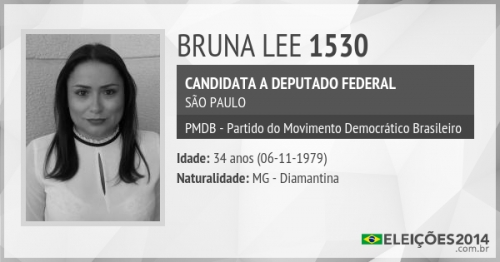 BRUNA LEE 1530
CANDIDATA A DEPUTADO FEDERAL
SÃO PAULO
PMDB - Partido do Movimento Democrático Brasileiro
Idade: 34 anos (06-11-1979)
Naturalidade: MG - Diamantina
ELEIÇÕES2014
.com.br